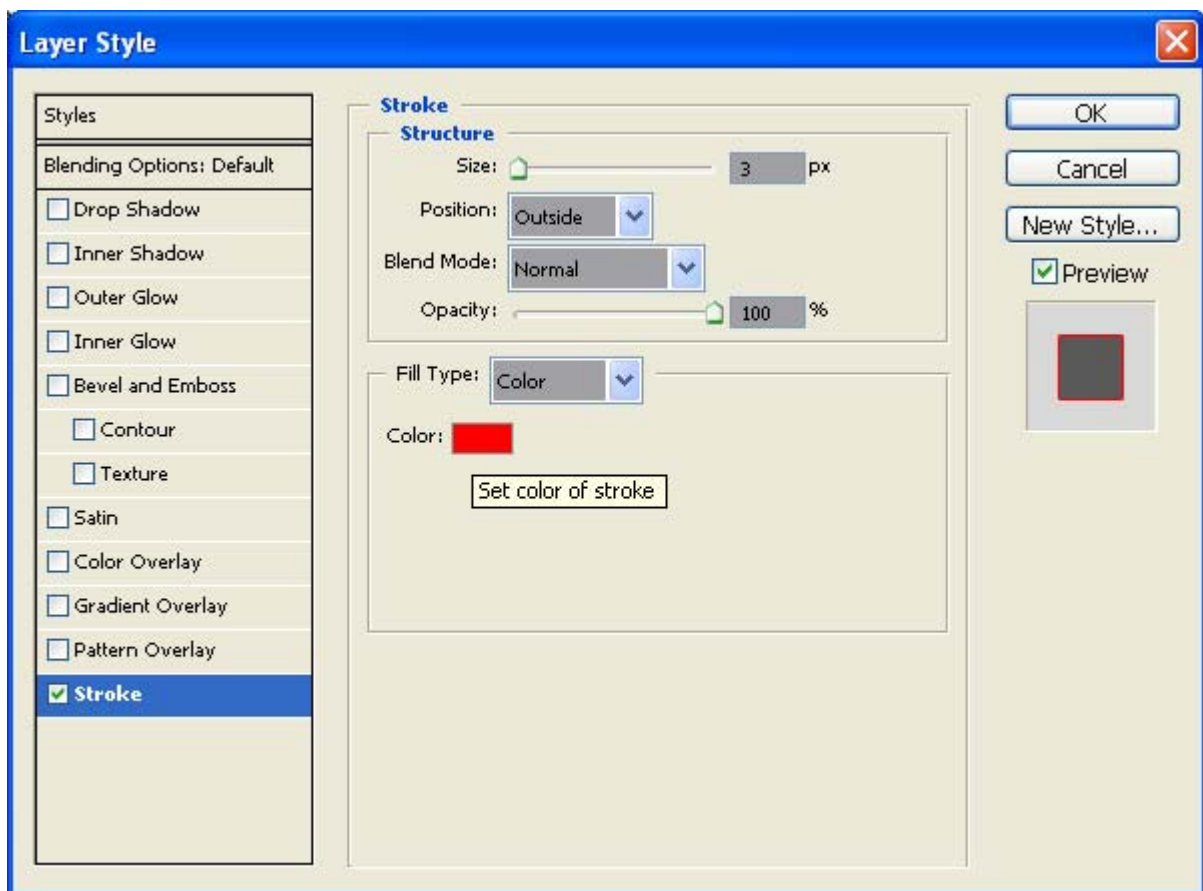 Layer Style
Styles
Blending Options: Default
Drop Shadow
Inner Shadow
Outer Glow
Inner Glow
Bevel and Emboss
Contour
Texture
Satin
Color Overlay
Gradient Overlay
Pattern Overlay
Stroke
Stroke
Structure
Size: 3 px
Position: Outside
Blend Mode: Normal
Opacity: 100 %
Fill Type: Color
Color:
Set color of stroke
OK
Cancel
New Style...
Preview